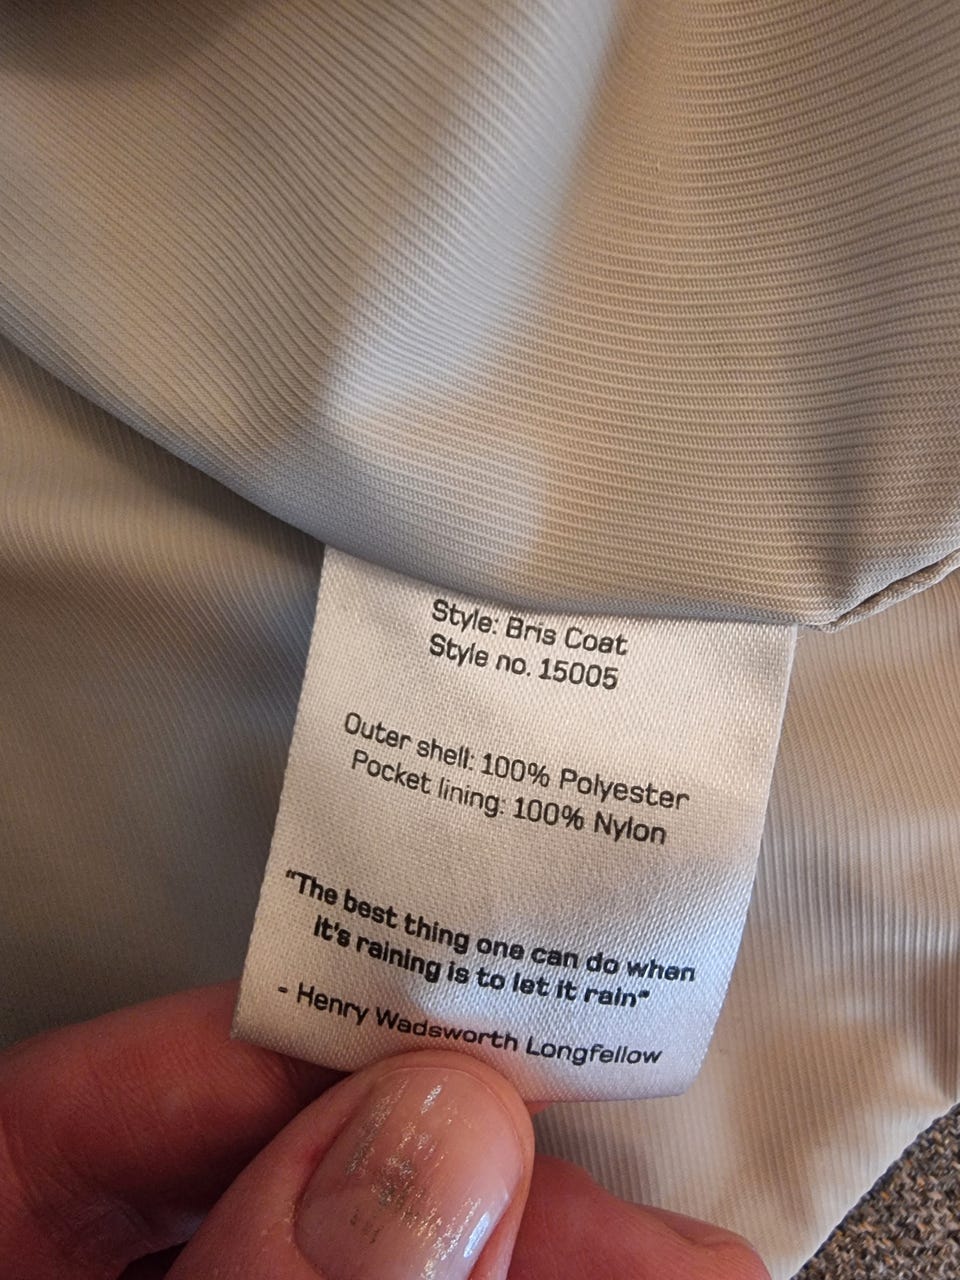 Style: Bris Coat
Style no. 15005
Outer shell: 100% Polyester
Pocket lining: 100% Nylon
"The best thing one can do when
it's raining is to let it rain"
- Henry Wadsworth Longfellow